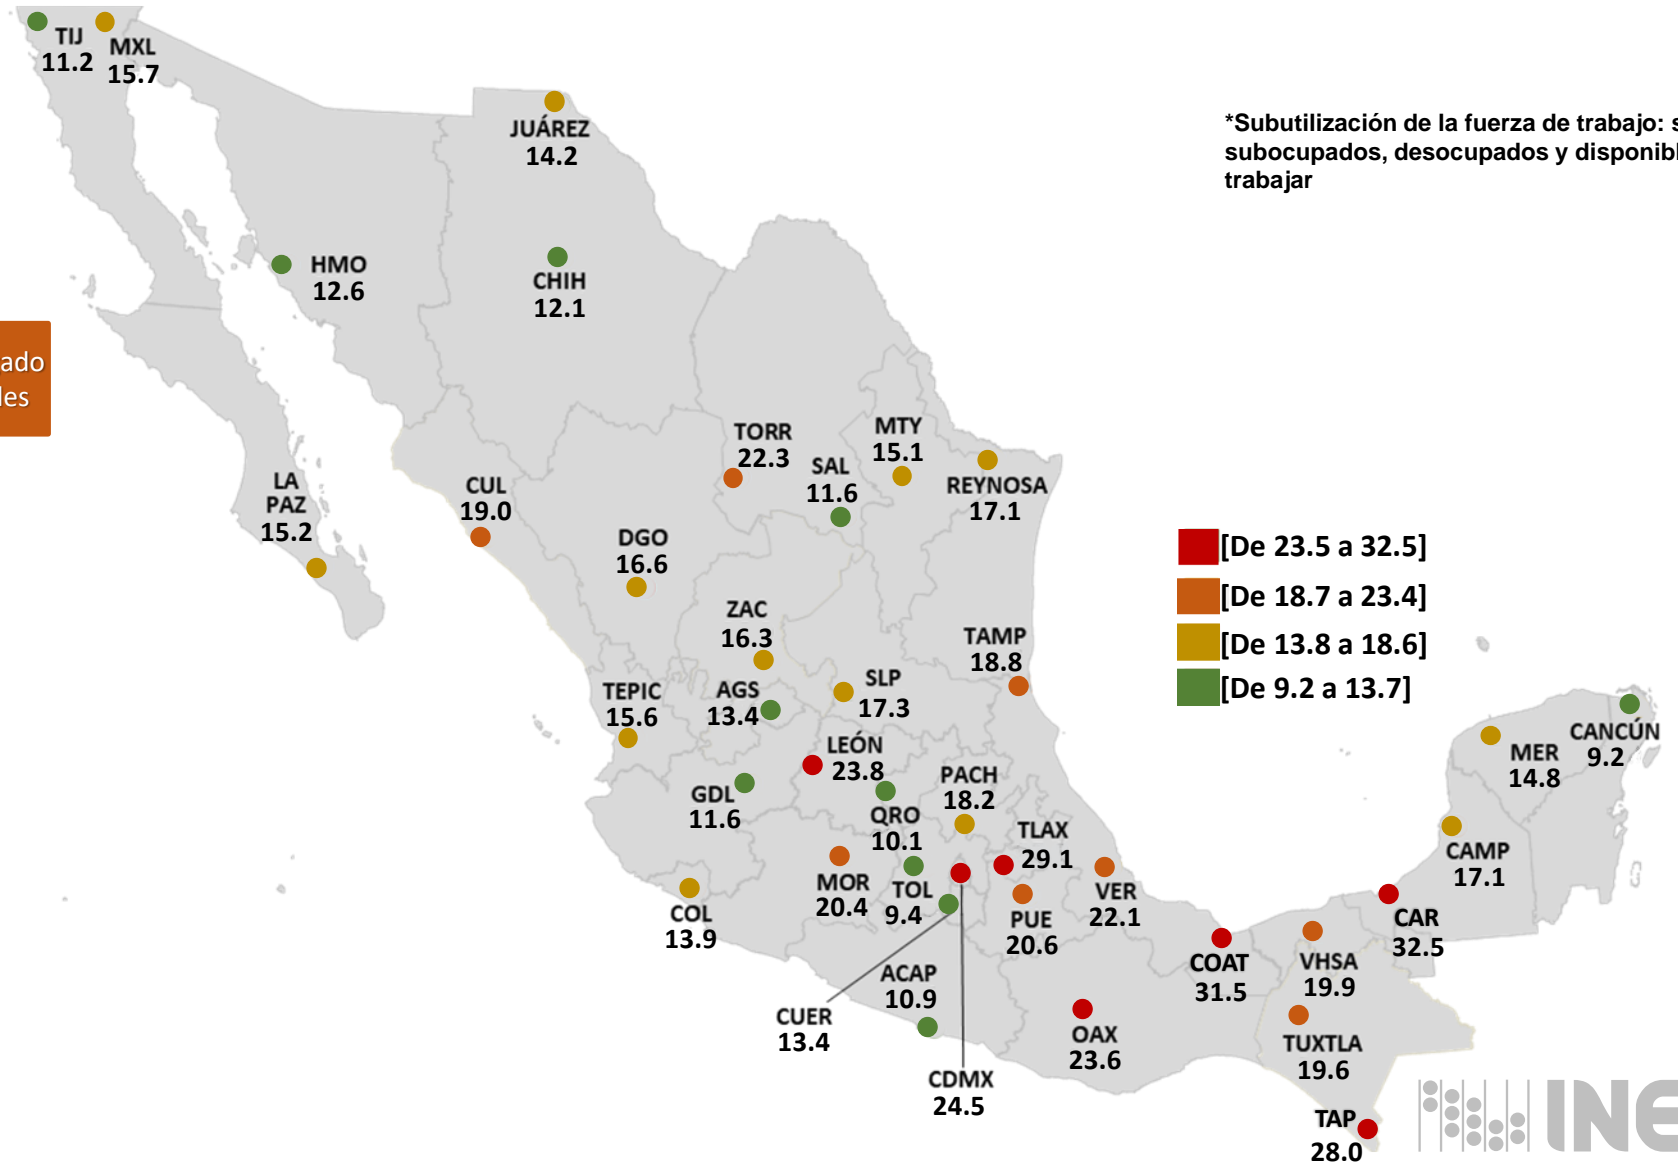 TIJ
11.2
MXL
15.7
JUÁREZ
14.2
*Subutilización de la fuerza de trabajo:
subocupados, desocupados y
trabajar
HMO
12.6
CHIH
12.1
LA
PAZ
15.2
CUL
19.0
TORR
22.3
SAL
11.6
MTY
15.1
REYNOSA
17.1
DGO
16.6
[De 23.5 a 32.5]
[De 18.7 a 23.4]
[De 13.8 a 18.6]
[De 9.2 a 13.7]
ZAC
16.3
TAMP
18.8
TEPIC
15.6
AGS
13.4
SLP
17.3
LEÓN
23.8
GDL
11.6
QRO
10.1
PACH
18.2
TLAX
29.1
MER
14.8
CANCÚN
9.2
CAMP
17.1
COL
13.9
MOR
20.4
TOL
9.4
PUE
20.6
VER
22.1
CAR
32.5
COAT
31.5
VHSA
19.9
ACAP
10.9
CUER
13.4
OAX
23.6
TUXTLA
19.6
CDMX
24.5
TAP
28.0